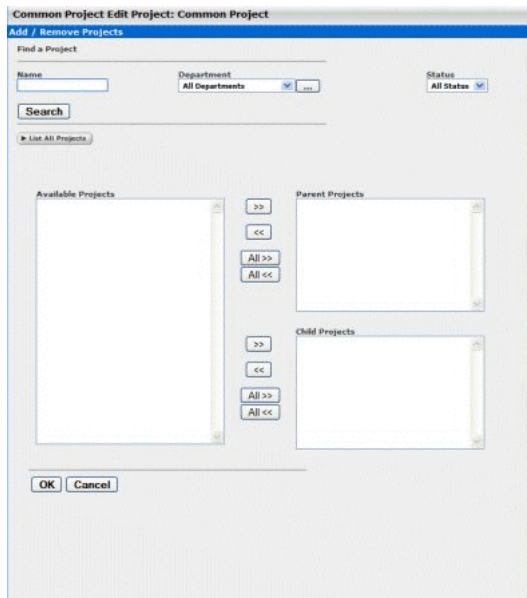 Common Project Edit Project: Common Project
Add / Remove Projects
Find a Project
Name Department Status
All Departments ... All Status
Search
List All Projects
Available Projects Parent Projects
>>
<<
All >>
All <<
Child Projects
>>
<<
All >>
All <<
OK Cancel